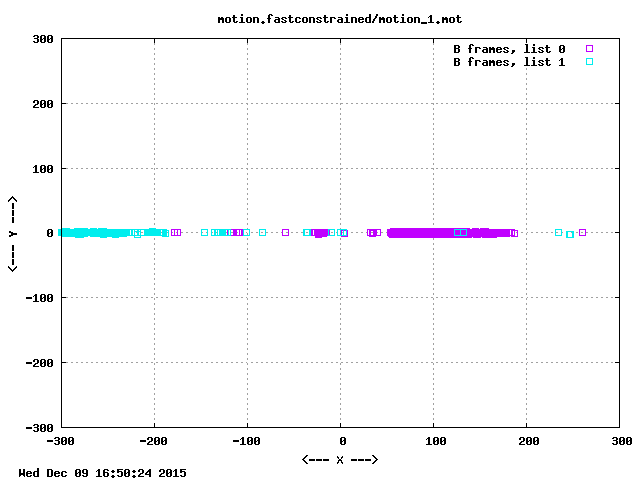 motion.fastconstrained/motion_1.mot
B frames, list 0
B frames, list 1
300
200
100
0
-100
-200
-300
<--- Y --->
-300 -200 -100 0 100 200 300
<--- X --->
Wed Dec 09 16:50:24 2015